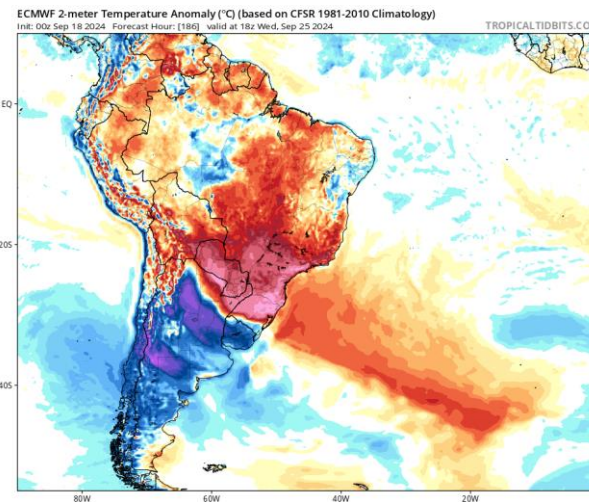 ECMWF 2-meter Temperature Anomaly (°C) (based on CFSR 1981-2010 Climatology)
Init: 00z Sep 18 2024 Forecast Hour: [186] valid at 18z Wed, Sep 25 2024 TROPICALTIDBITS.CO
EQ
20S
40S
80W 60W 40W 20W